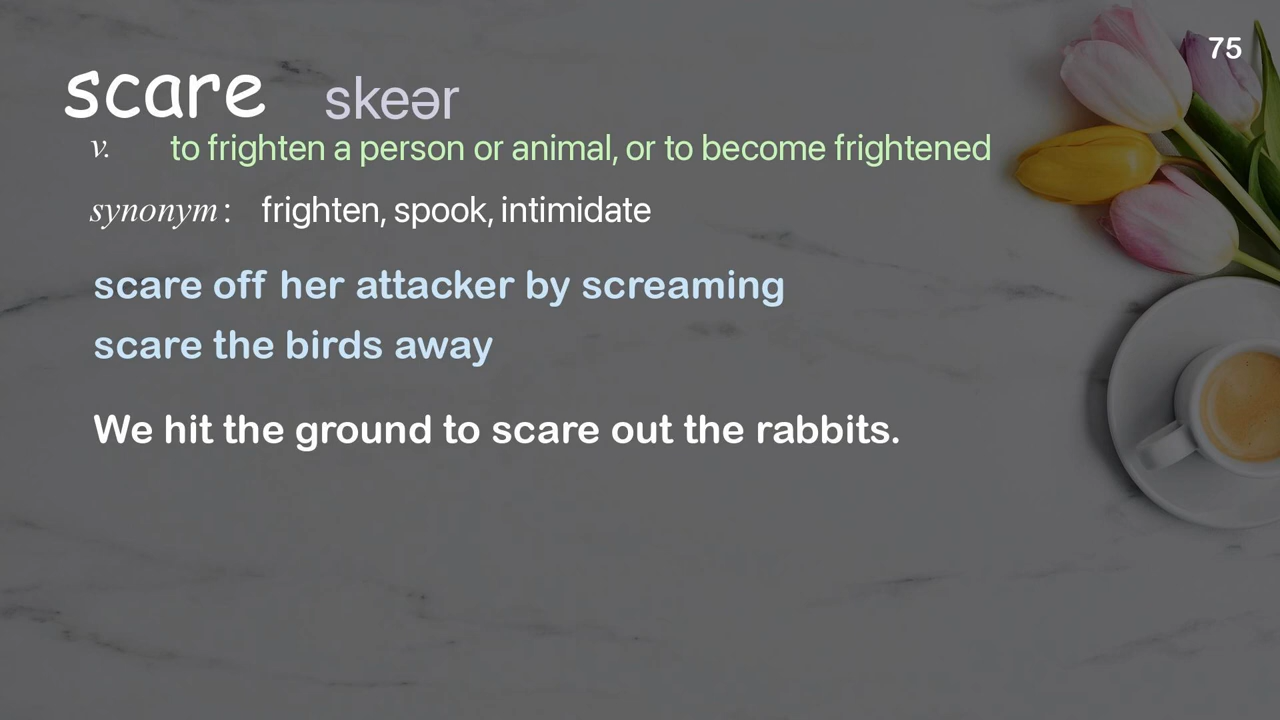 75
scare skeər
v. to frighten a person or animal, or to become frightened
synonym : frighten, spook, intimidate
scare off her attacker by screaming
scare the birds away
We hit the ground to scare out the rabbits.